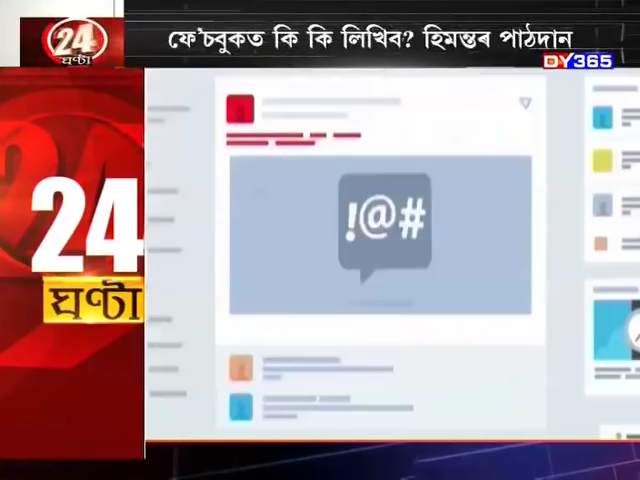 24
ঘণ্টা
ফে'চবুকত কি কি লিখিব? হিমন্তৰ পাঠদান
DY365
24
ঘণ্টা
!@#